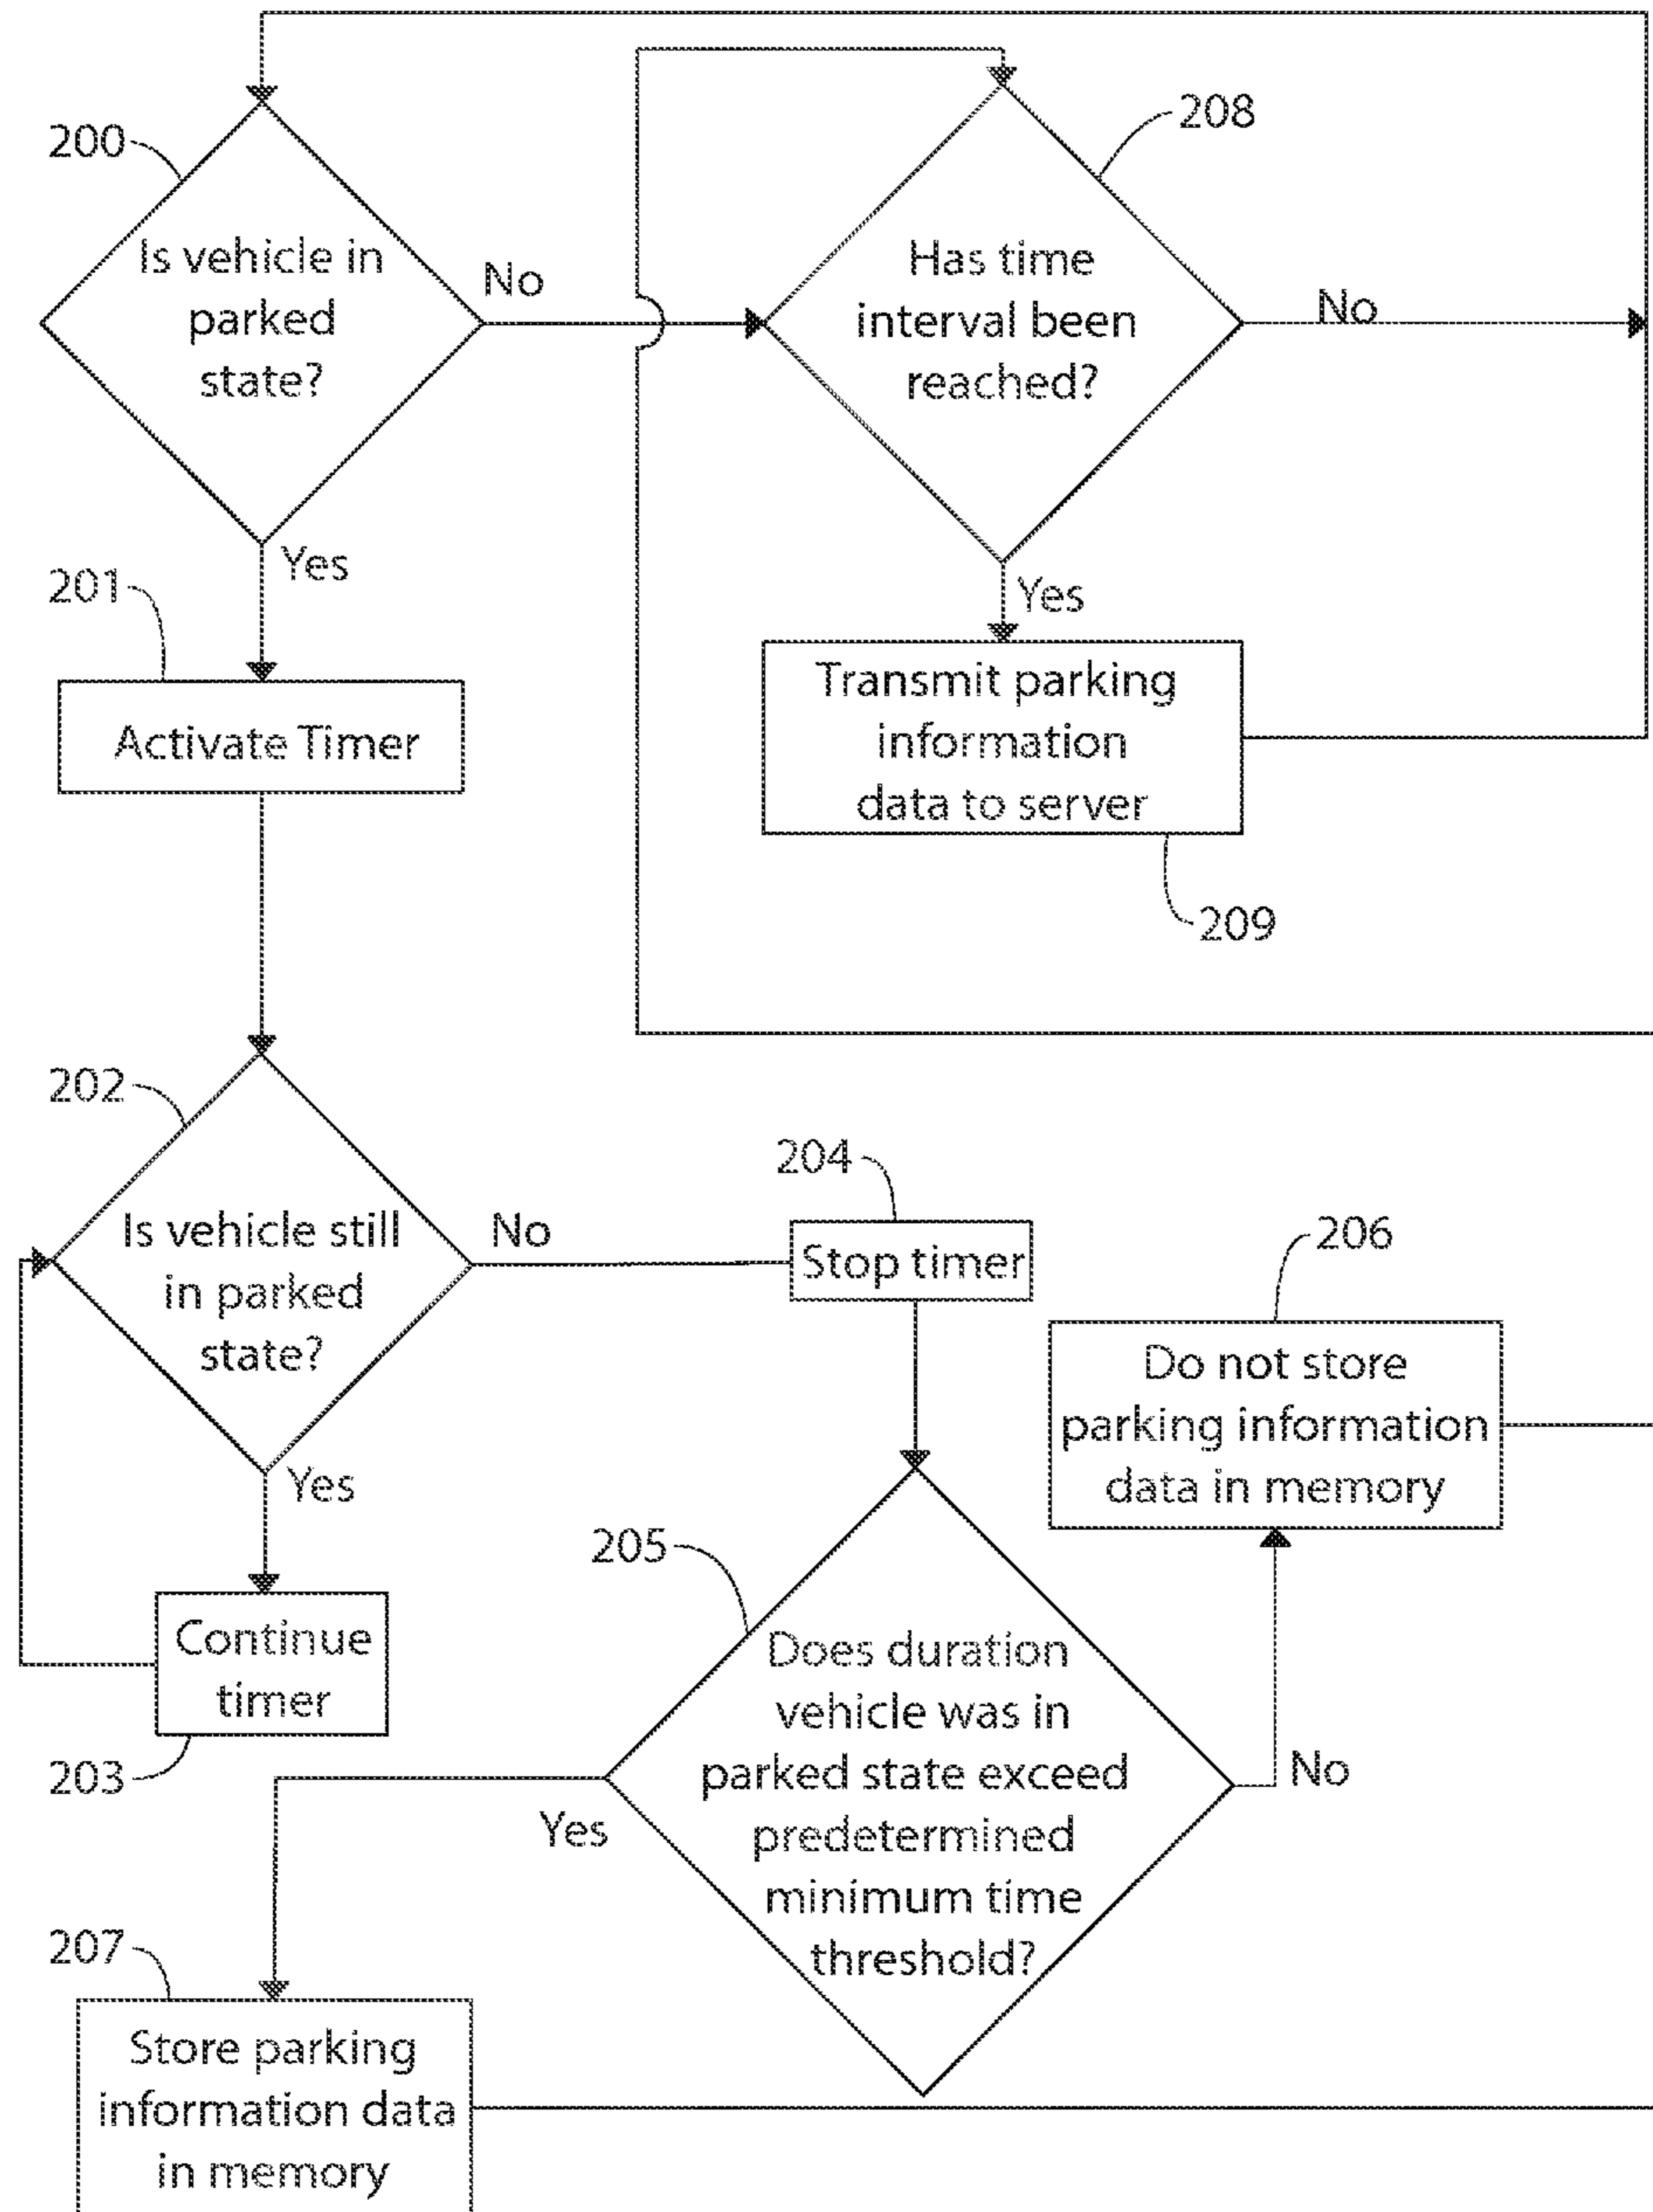 200
Is vehicle in
parked
state?
No
Yes
208
Has time
interval been
reached?
No
Yes
201
Activate Timer
Transmit parking
information
data to server
209
202
Is vehicle still
in parked
state?
No
Yes
204
Stop timer
206
Do not store
parking information
data in memory
Continue
timer
203
205
Does duration
vehicle was in
parked state exceed
predetermined
minimum time
threshold?
No
Yes
207
Store parking
information data
in memory